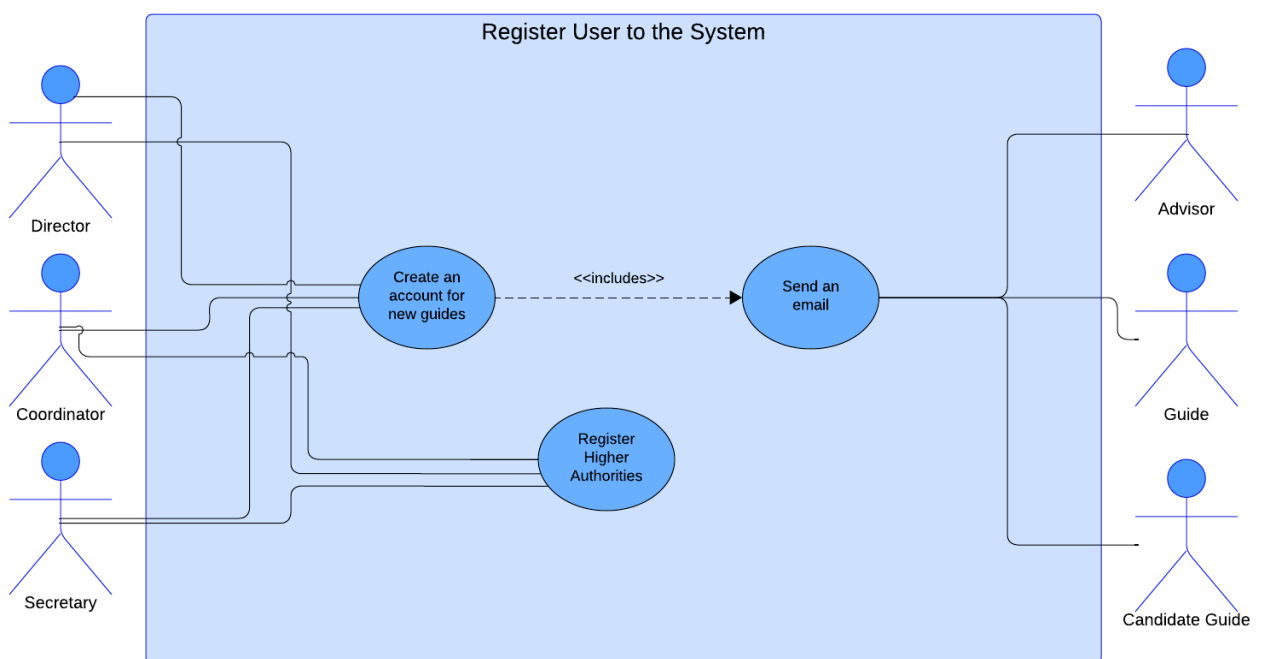 Register User to the System
Director
Advisor
Create an
account for
new guides
<<includes>>
Send an
email
Coordinator
Guide
Register
Higher
Authorities
Secretary
Candidate Guide